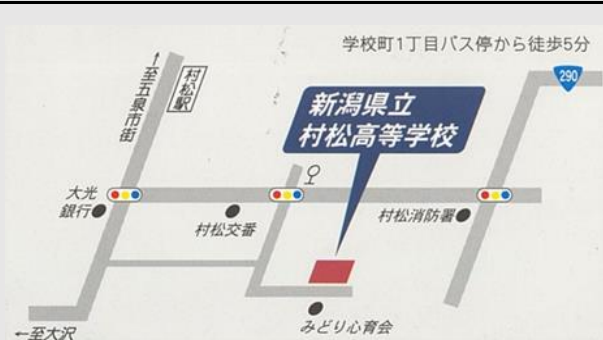 学校町1丁目バス停から徒歩5分
290
↑至五泉市街
村松駅
新潟県立
村松高等学校
大光
銀行
村松交番
村松消防署
みどり心育会
←至大沢